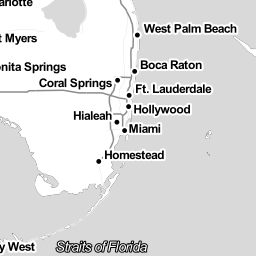 arlotte
West Palm Beach
t Myers
Boca Raton
onita Springs
Coral Springs
Ft. Lauderdale
Hollywood
Hialeah
Miami
Homestead
y West
Straits of Florida